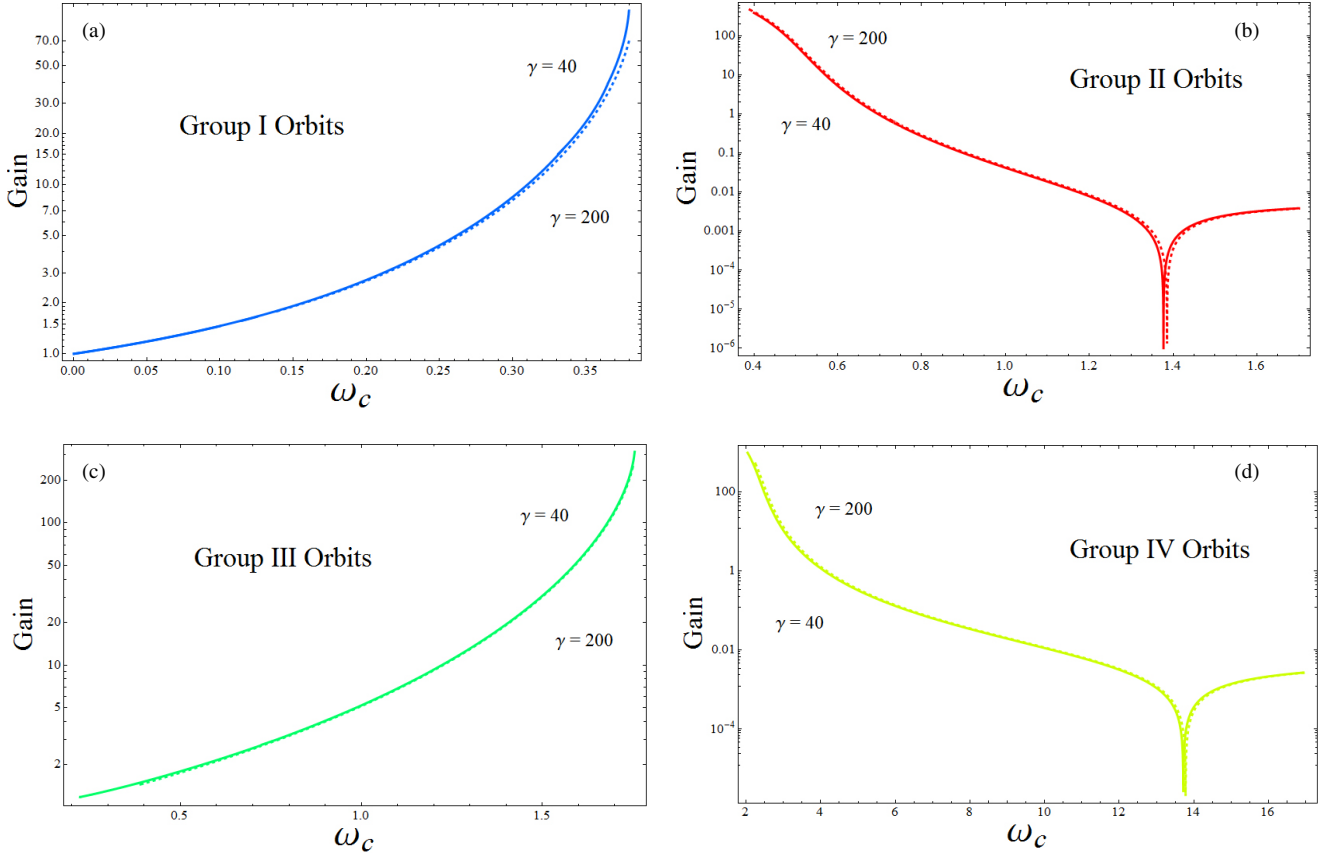 (a)
γ = 40
Group I Orbits
γ = 200
Gain
70.0
50.0
30.0
20.0
15.0
10.0
7.0
5.0
3.0
2.0
1.5
1.0
0.00 0.05 0.10 0.15 0.20 0.25 0.30 0.35
ω_c
(b)
γ = 200
Group II Orbits
γ = 40
Gain
100
10
1
0.1
0.01
0.001
10⁻⁴
10⁻⁵
10⁻⁶
0.4 0.6 0.8 1.0 1.2 1.4 1.6
ω_c
(c)
γ = 40
Group III Orbits
γ = 200
Gain
200
100
50
20
10
5
2
0.5 1.0 1.5
ω_c
(d)
γ = 200
Group IV Orbits
γ = 40
Gain
100
1
0.01
10⁻⁴
2 4 6 8 10 12 14 16
ω_c